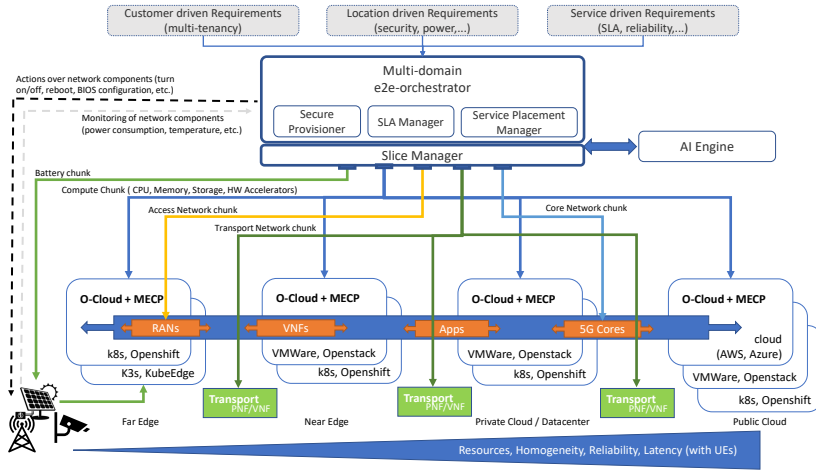 Customer driven Requirements
(multi-tenancy)
Location driven Requirements
(security, power,...)
Service driven Requirements
(SLA, reliability,...)
Multi-domain
e2e-orchestrator
Secure
Provisioner
SLA Manager
Service Placement
Manager
Slice Manager
AI Engine
Actions over network components (turn
on/off, reboot, BIOS configuration, etc.)
Monitoring of network components
(power consumption, temperature, etc.)
Battery chunk
Compute Chunk ( CPU, Memory, Storage, HW Accelerators)
Access Network chunk
Core Network chunk
Transport Network chunk
O-Cloud + MECP
O-Cloud + MECP
O-Cloud + MECP
O-Cloud + MECP
RANs
VNFs
Apps
5G Cores
k8s, Openshift
K3s, KubeEdge
VMWare, Openstack
k8s, Openshift
VMWare, Openstack
k8s, Openshift
cloud
(AWS, Azure)
VMWare, Openstack
k8s, Openshift
Transport
PNF/VNF
Transport
PNF/VNF
Transport
PNF/VNF
Far Edge
Near Edge
Private Cloud / Datacenter
Public Cloud
Resources, Homogeneity, Reliability, Latency (with UEs)